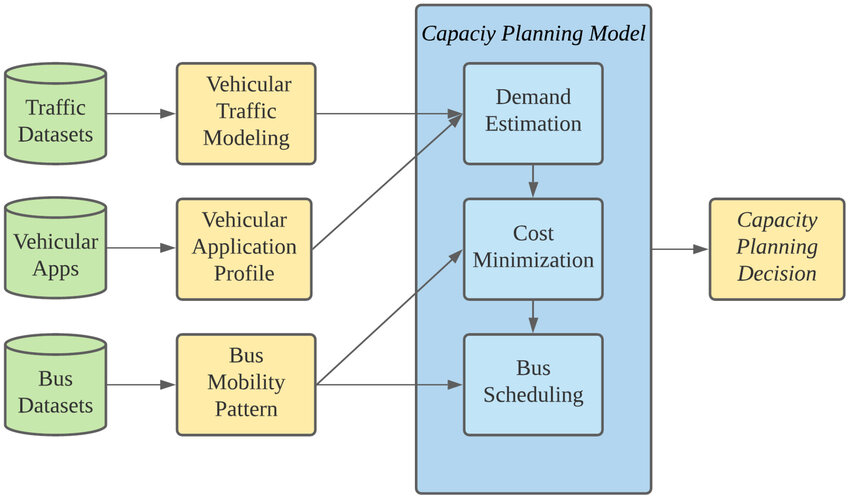 Capaciy Planning Model
Traffic
Datasets
Vehicular
Traffic
Modeling
Demand
Estimation
Vehicular
Apps
Vehicular
Application
Profile
Cost
Minimization
Capacity
Planning
Decision
Bus
Datasets
Bus
Mobility
Pattern
Bus
Scheduling